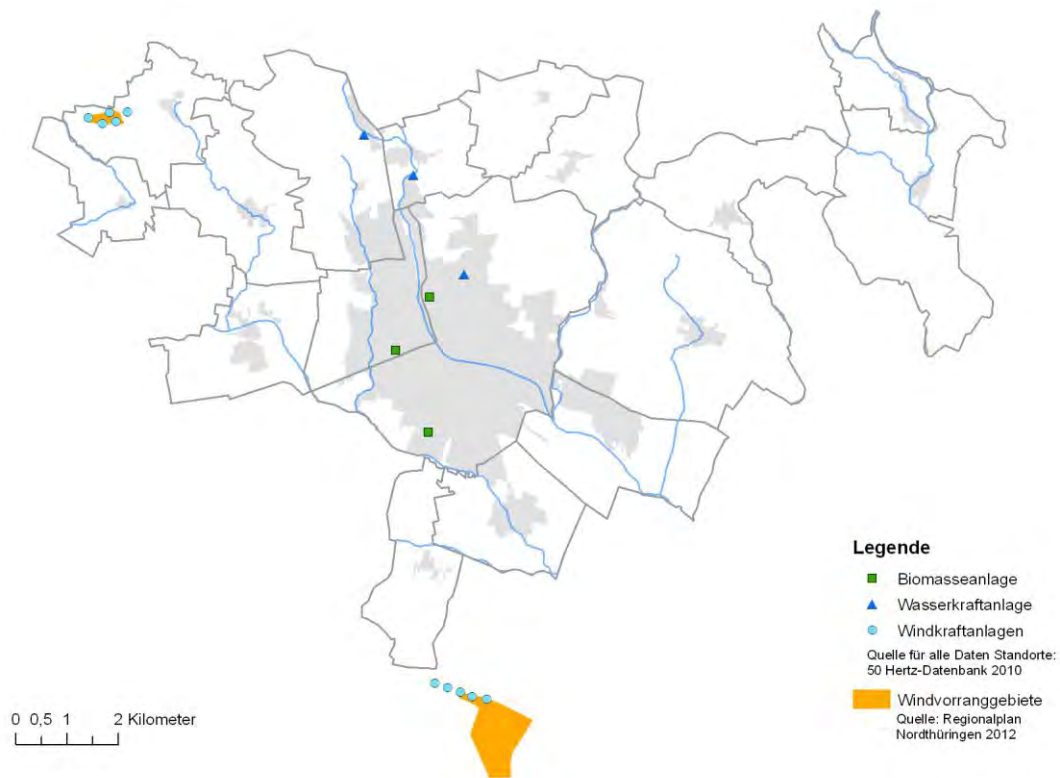 Legende
Biomasseanlage
Wasserkraftanlage
Windkraftanlagen
Quelle für alle Daten Standorte:
50 Hertz-Datenbank 2010
Windvorranggebiete
Quelle: Regionalplan
Nordthüringen 2012
0 0,5 1 2 Kilometer